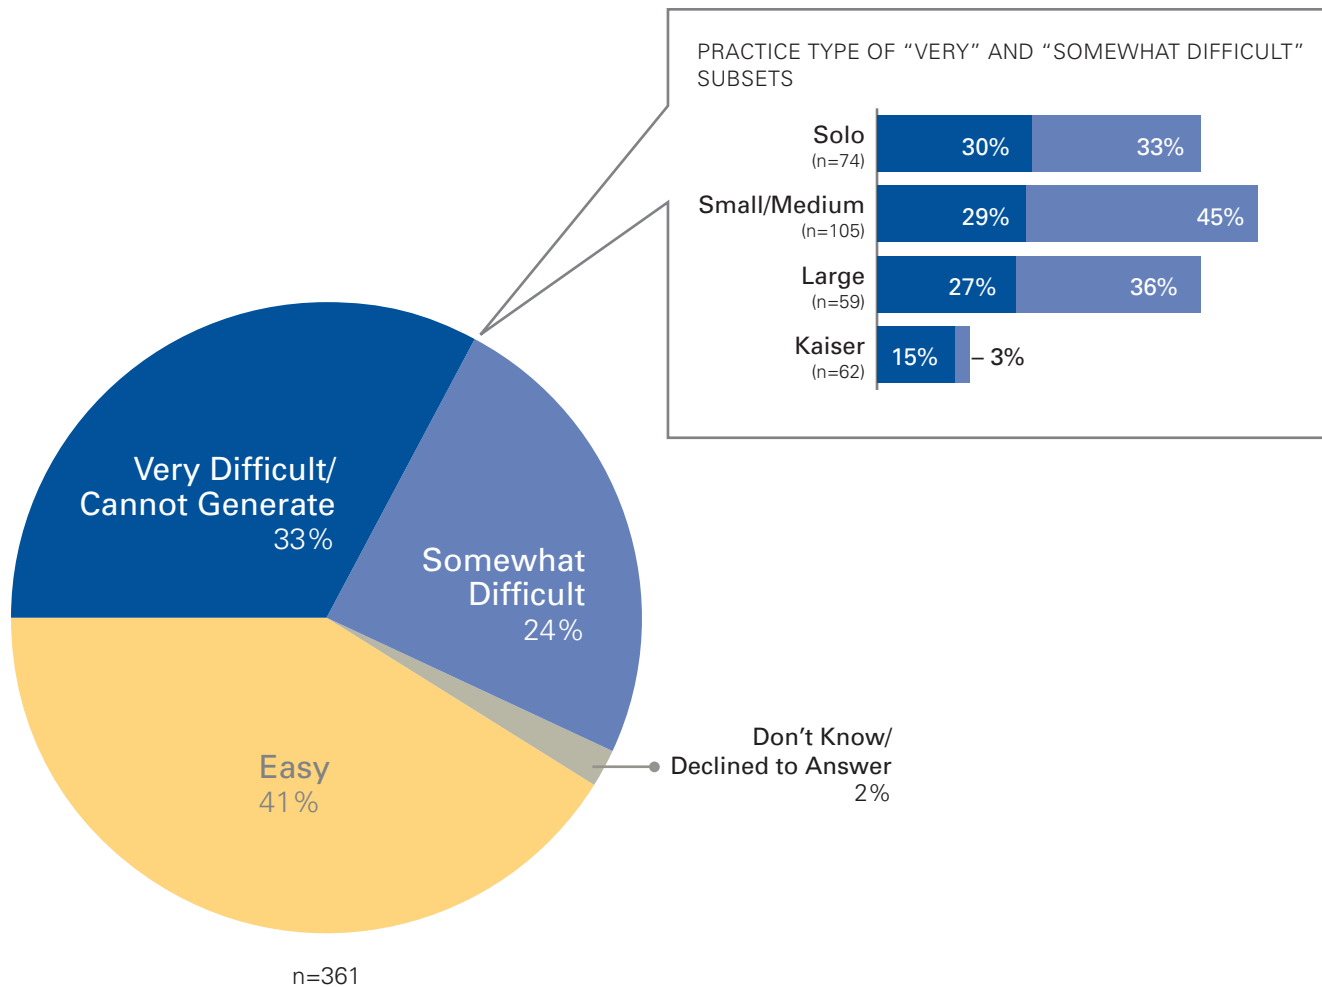 PRACTICE TYPE OF “VERY” AND “SOMEWHAT DIFFICULT”
SUBSETS
Solo
(n=74)
30%
33%
Small/Medium
(n=105)
29%
45%
Large
(n=59)
27%
36%
Kaiser
(n=62)
15%
– 3%
Very Difficult/
Cannot Generate
33%
Somewhat
Difficult
24%
Don’t Know/
Declined to Answer
2%
Easy
41%
n=361